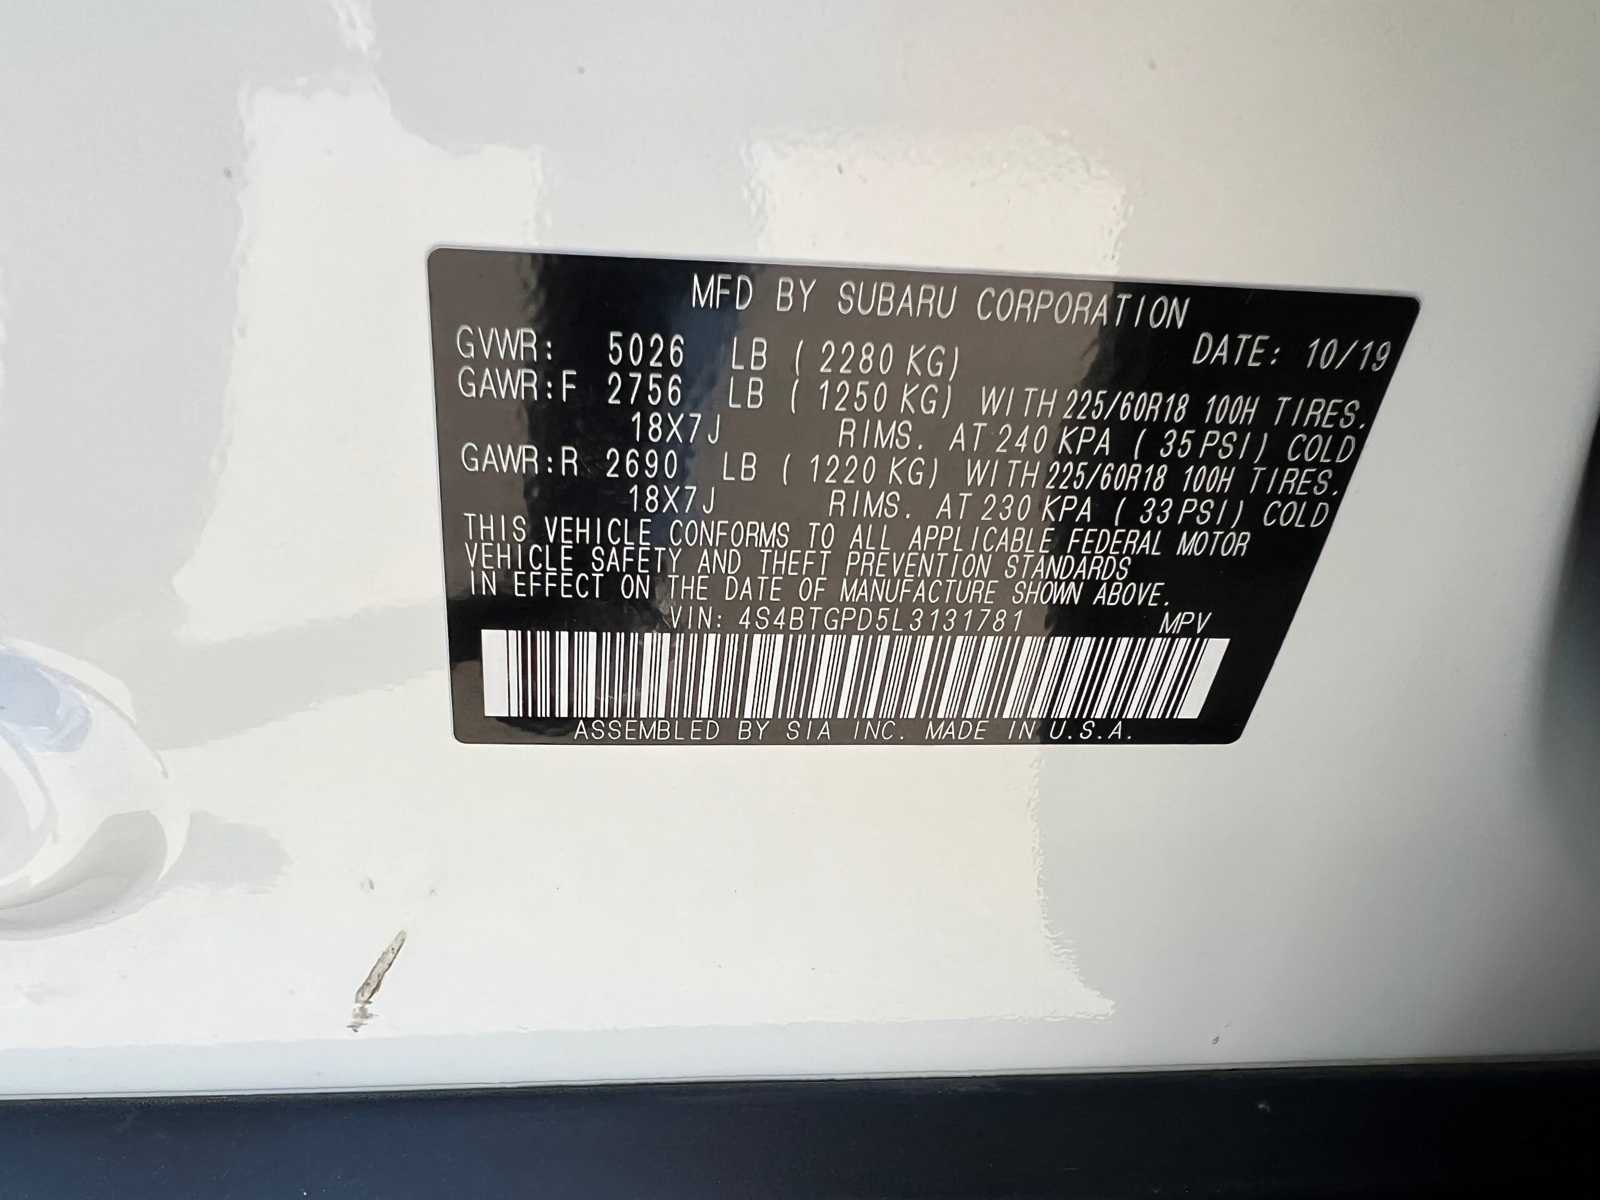 MFD BY SUBARU CORPORATION
GVWR: 5026 LB ( 2280 KG) DATE: 10/19
GAWR:F 2756 LB ( 1250 KG) WITH 225/60R18 100H TIRES.
18X7J RIMS. AT 240 KPA ( 35 PSI) COLD
GAWR:R 2690 LB ( 1220 KG) WITH 225/60R18 100H TIRES.
18X7J RIMS. AT 230 KPA ( 33 PSI) COLD
THIS VEHICLE CONFORMS TO ALL APPLICABLE FEDERAL MOTOR
VEHICLE SAFETY AND THEFT PREVENTION STANDARDS
IN EFFECT ON THE DATE OF MANUFACTURE SHOWN ABOVE.
VIN: 4S4BTGPD5L3131781 MPV
ASSEMBLED BY SIA INC. MADE IN U.S.A.